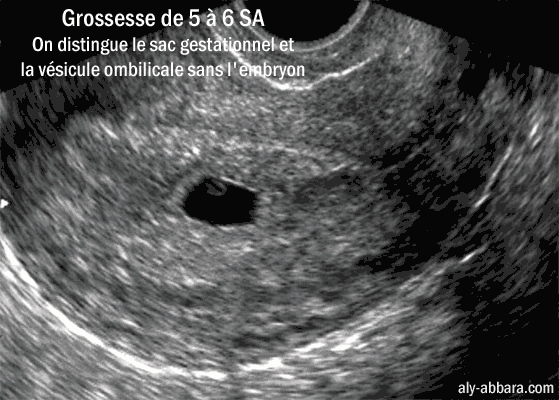 Grossesse de 5 à 6 SA
On distingue le sac gestationnel et
la vésicule ombilicale sans l'embryon
aly-abbara.com